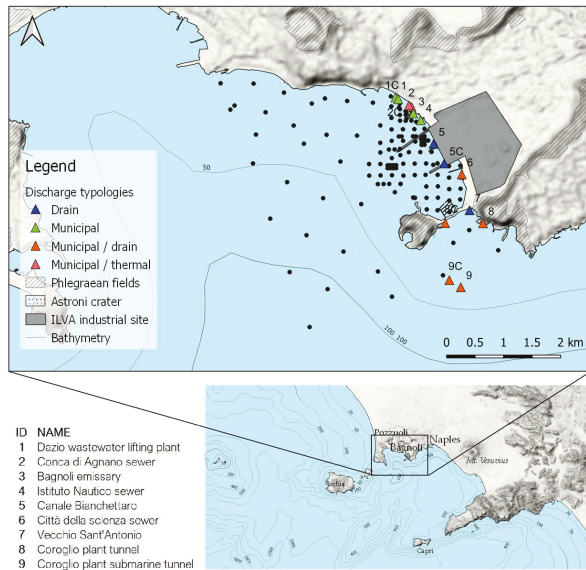 1C 1
2
3
2C 4
5
5C
6
50
7
8
9C 9
Legend
Discharge typologies
Drain
Municipal
Municipal / drain
Municipal / thermal
Phlegraean fields
Astroni crater
ILVA industrial site
Bathymetry
100 100
0 0.5 1 1.5 2 km
ID NAME
1 Dazio wastewater lifting plant
2 Conca di Agnano sewer
3 Bagnoli emissary
4 Istituto Nautico sewer
5 Canale Bianchettaro
6 Città della scienza sewer
7 Vecchio Sant'Antonio
8 Coroglio plant tunnel
9 Coroglio plant submarine tunnel
Pozzuoli
Naples
Bagnoli
Mt. Vesuvius
Ischia
Capri